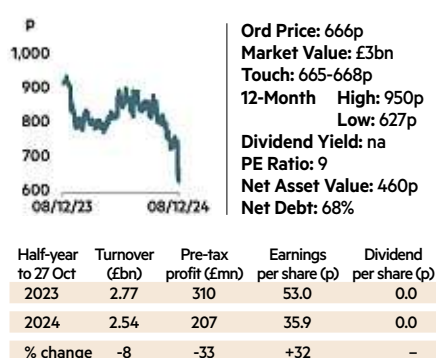 p
1,000
900
800
700
600
08/12/23 08/12/24
Ord Price: 666p
Market Value: £3bn
Touch: 665-668p
12-Month High: 950p
Low: 627p
Dividend Yield: na
PE Ratio: 9
Net Asset Value: 460p
Net Debt: 68%
Half-year Turnover Pre-tax Earnings Dividend
to 27 Oct (£bn) profit (£mn) per share (p) per share (p)
2023 2.77 310 53.0 0.0
2024 2.54 207 35.9 0.0
% change -8 -33 +32 –